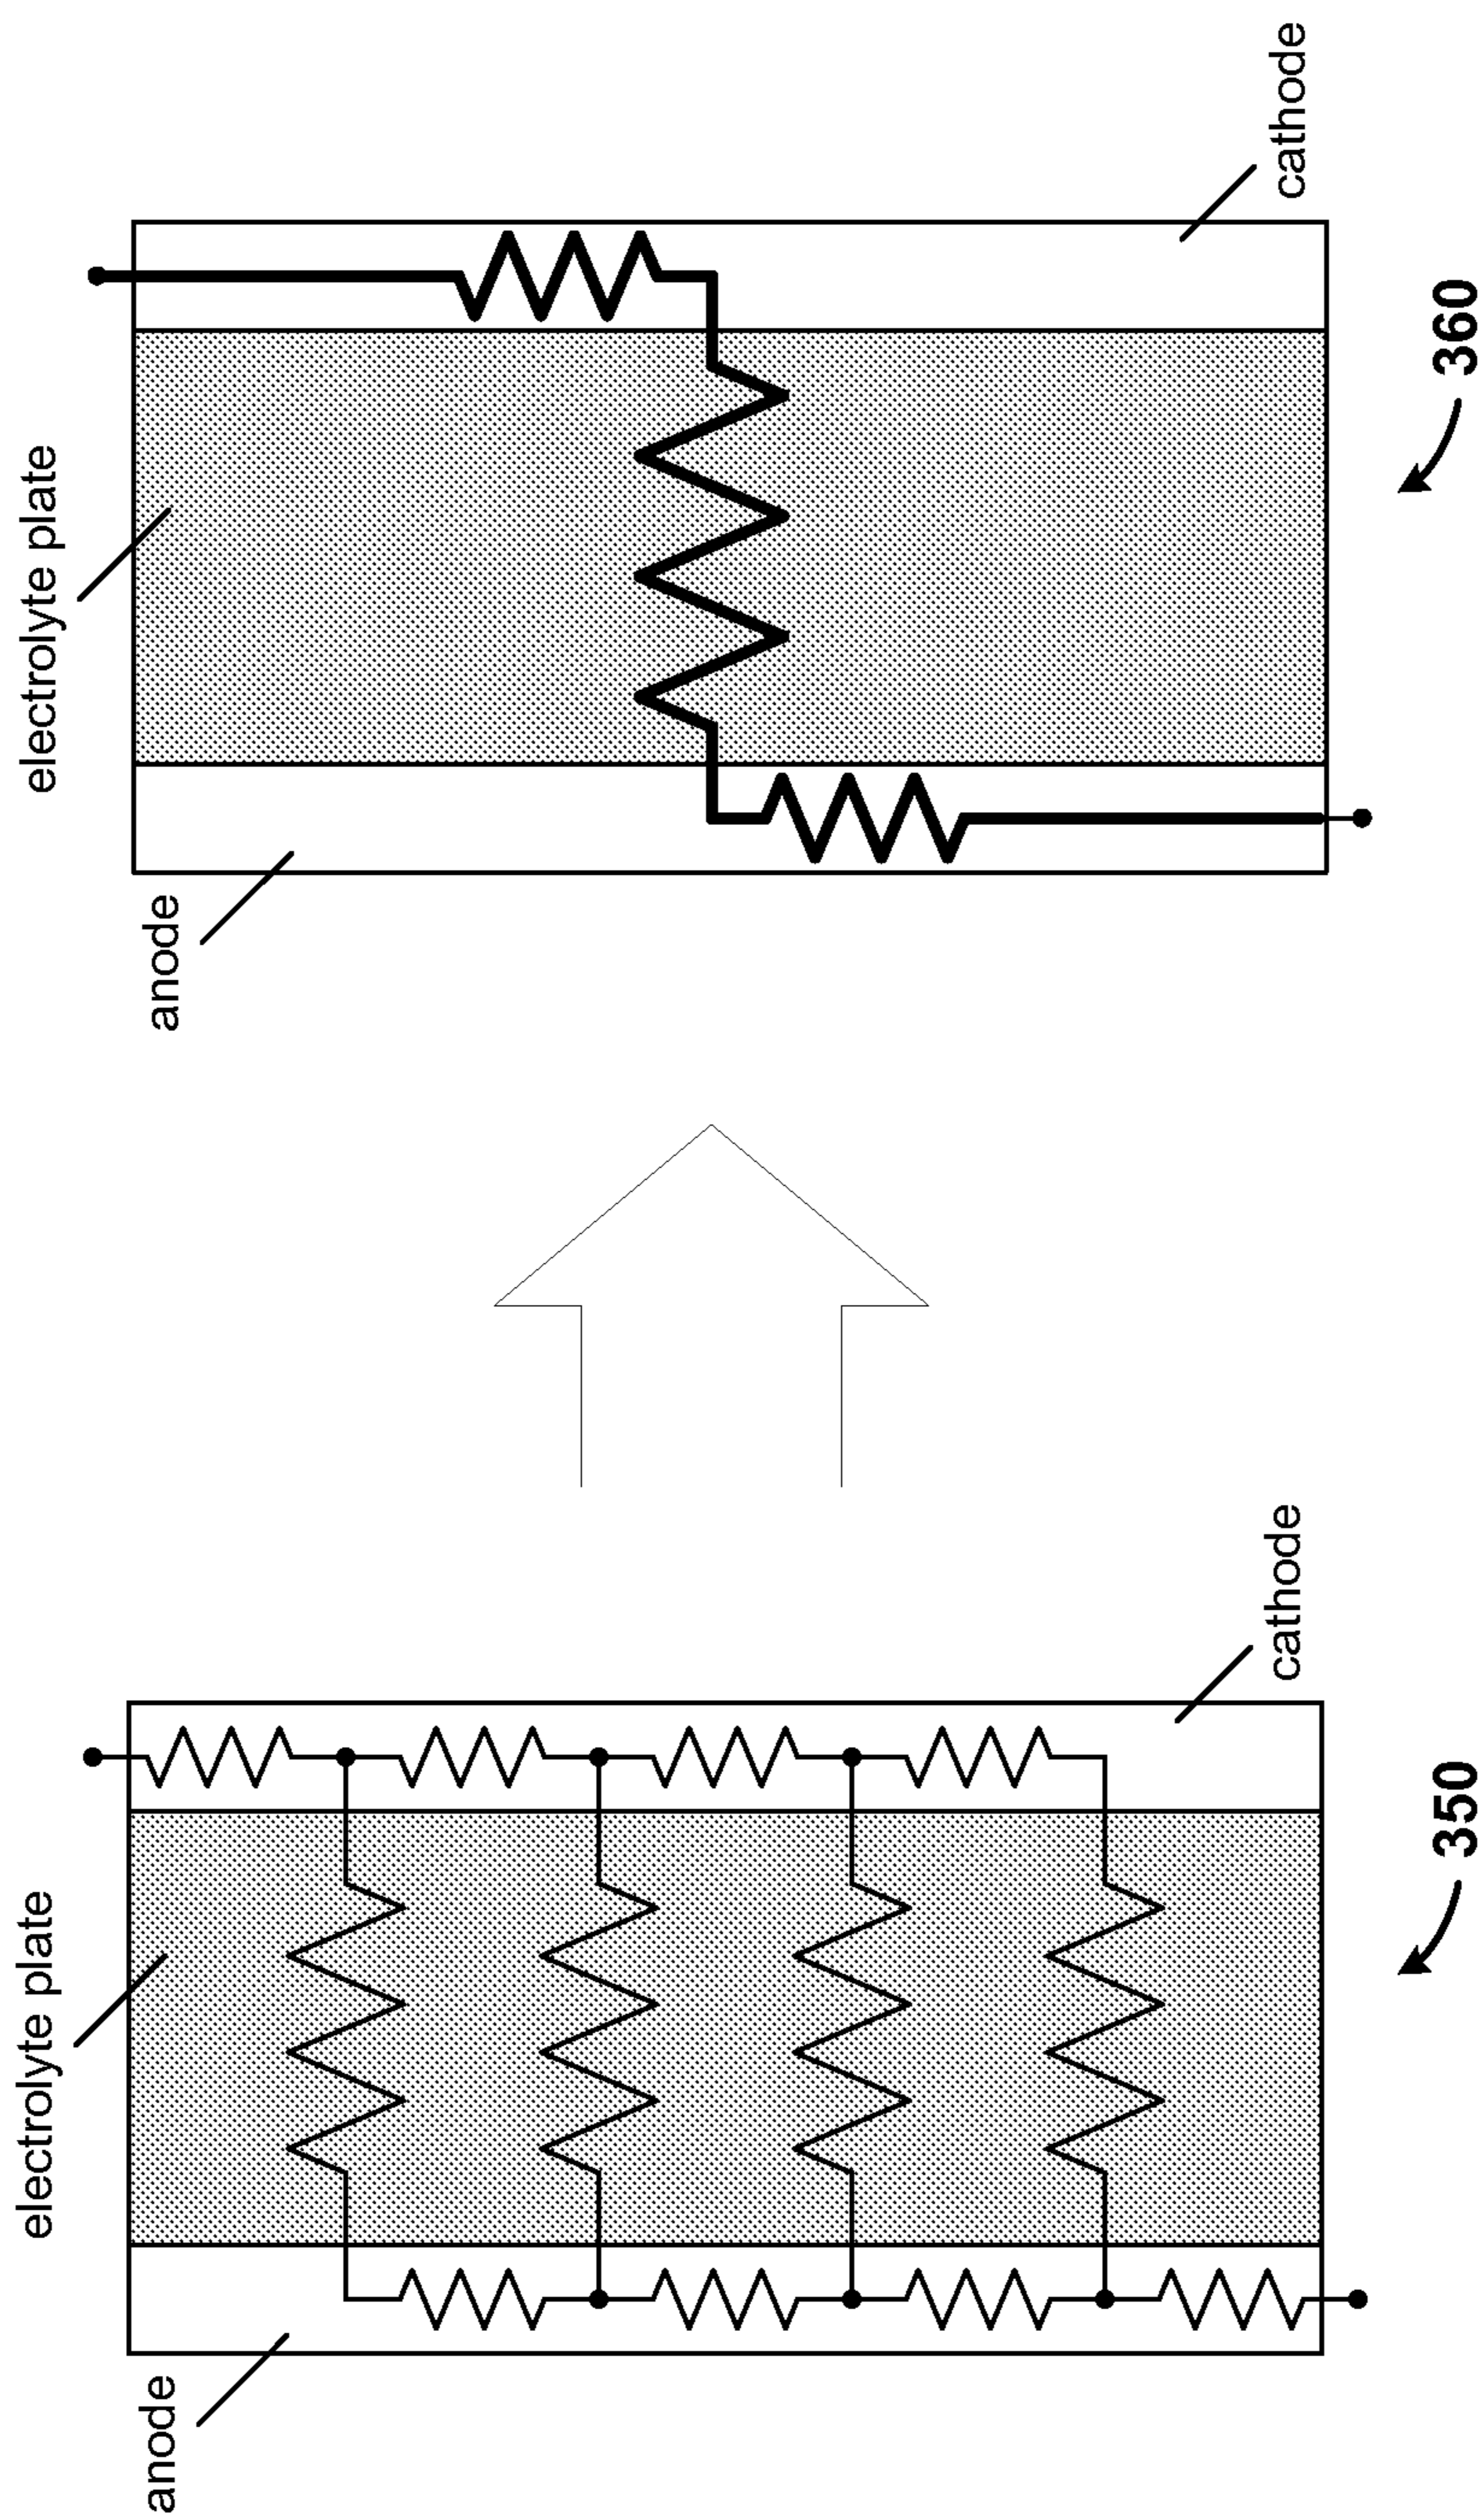 electrolyte plate
anode
cathode
350
electrolyte plate
anode
cathode
360